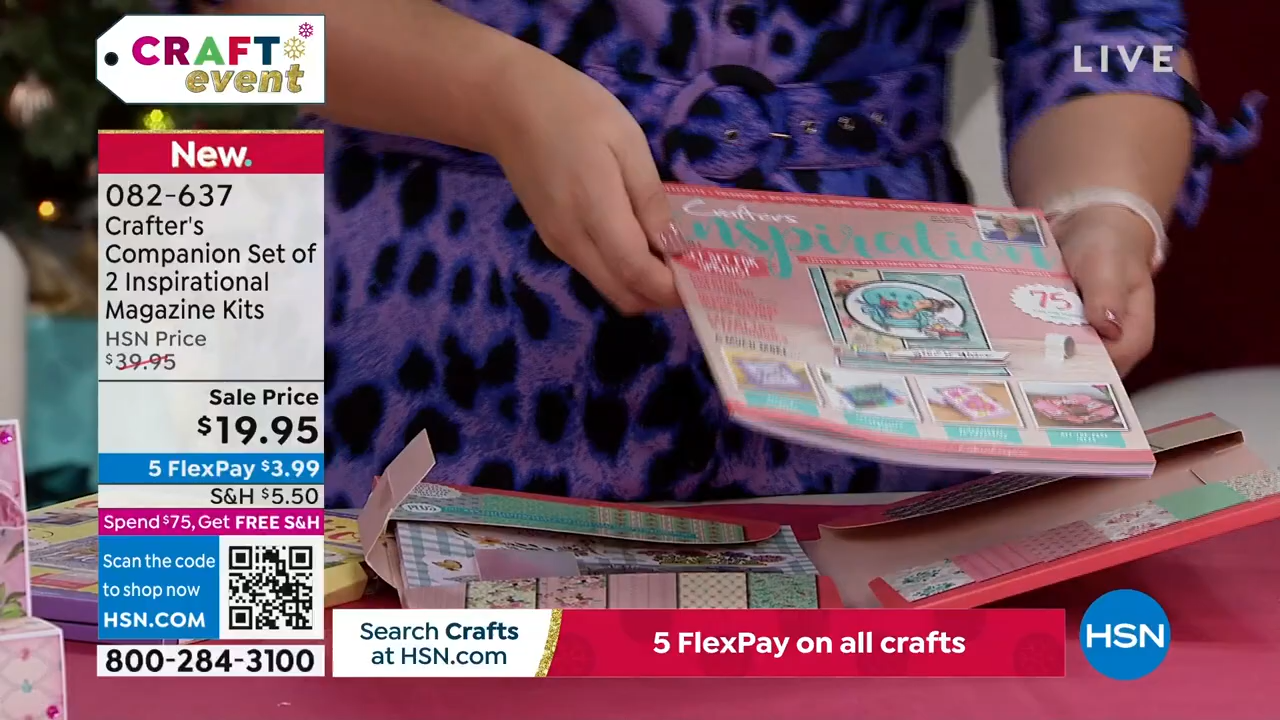 CRAFT
event
LIVE
New.
082-637
Crafter's
Companion Set of
2 Inspirational
Magazine Kits
HSN Price
$39.95
Sale Price
$19.95
5 FlexPay $3.99
S&H $5.50
Spend $75, Get FREE S&H
Scan the code
to shop now
HSN.COM
800-284-3100
Crafters
inspiration
75
Search Crafts
at HSN.com
5 FlexPay on all crafts
HSN